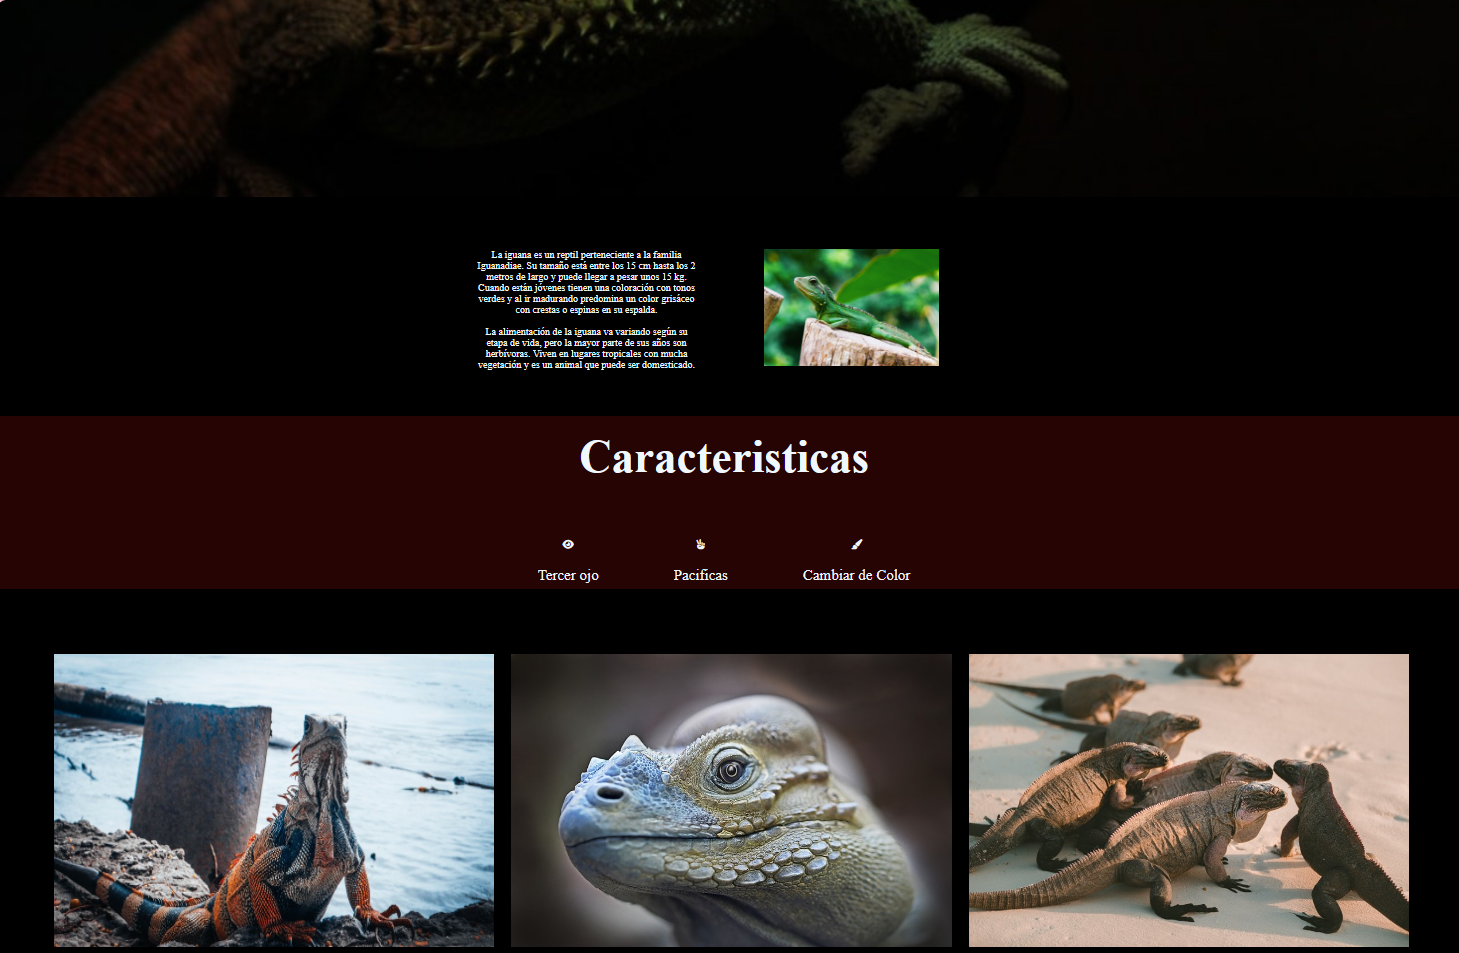 La iguana es un reptil perteneciente a la familia
Iguanadiae. Su tamaño está entre los 15 cm hasta los 2
metros de largo y puede llegar a pesar unos 15 kg.
Cuando están jóvenes tienen una coloración con tonos
verdes y al ir madurando predomina un color grisáceo
con crestas o espinas en su espalda.
La alimentación de la iguana va variando según su
etapa de vida, pero la mayor parte de sus años son
herbívoras. Viven en lugares tropicales con mucha
vegetación y es un animal que puede ser domesticado.
Caracteristicas
Tercer ojo
Pacificas
Cambiar de Color